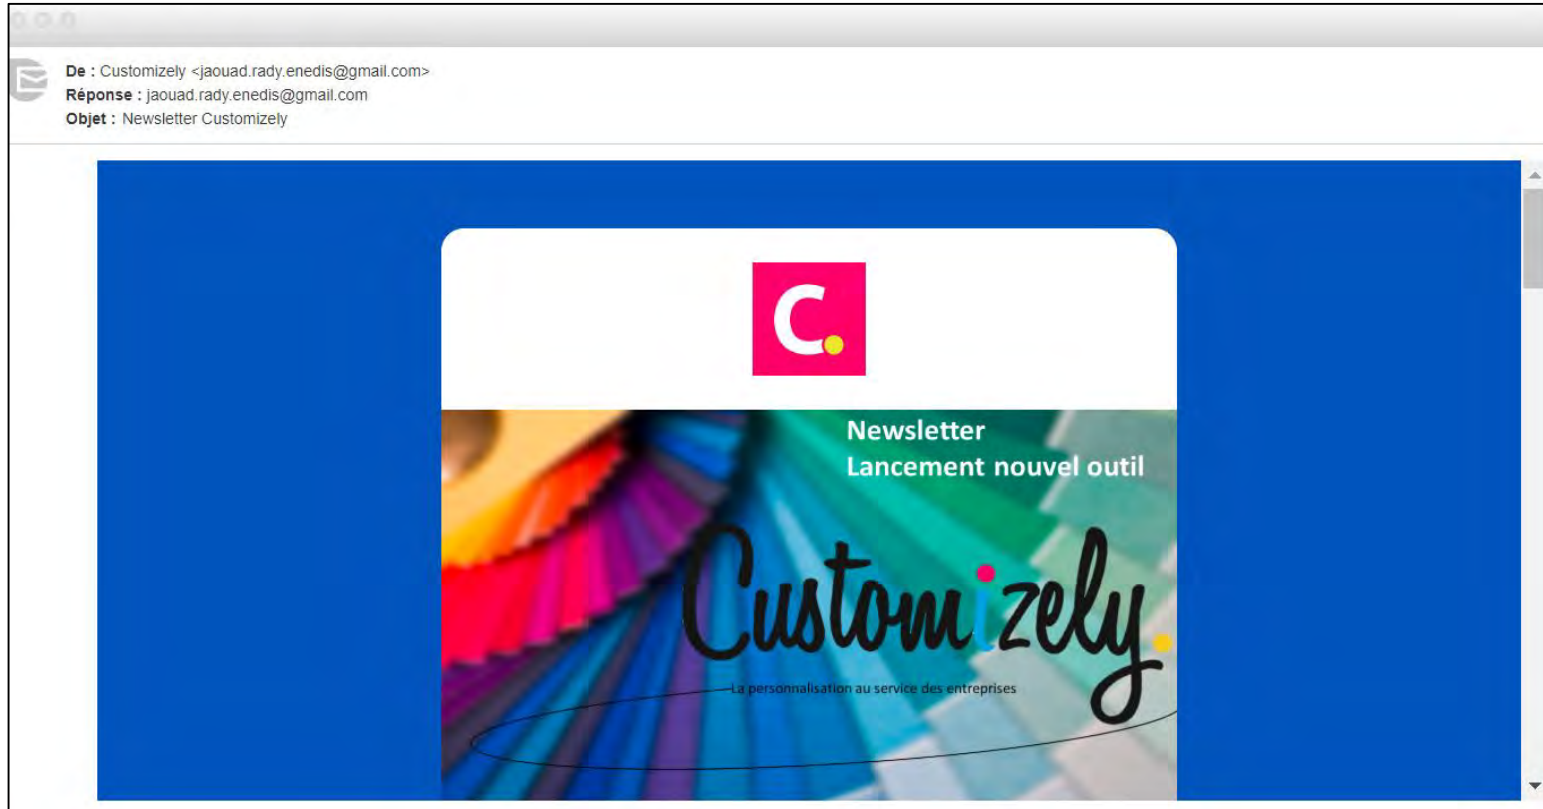 De : Customizely <jaouad.rady.enedis@gmail.com>
Réponse : jaouad.rady.enedis@gmail.com
Objet : Newsletter Customizely
C.
Newsletter
Lancement nouvel outil
Customizely.
La personnalisation au service des entreprises